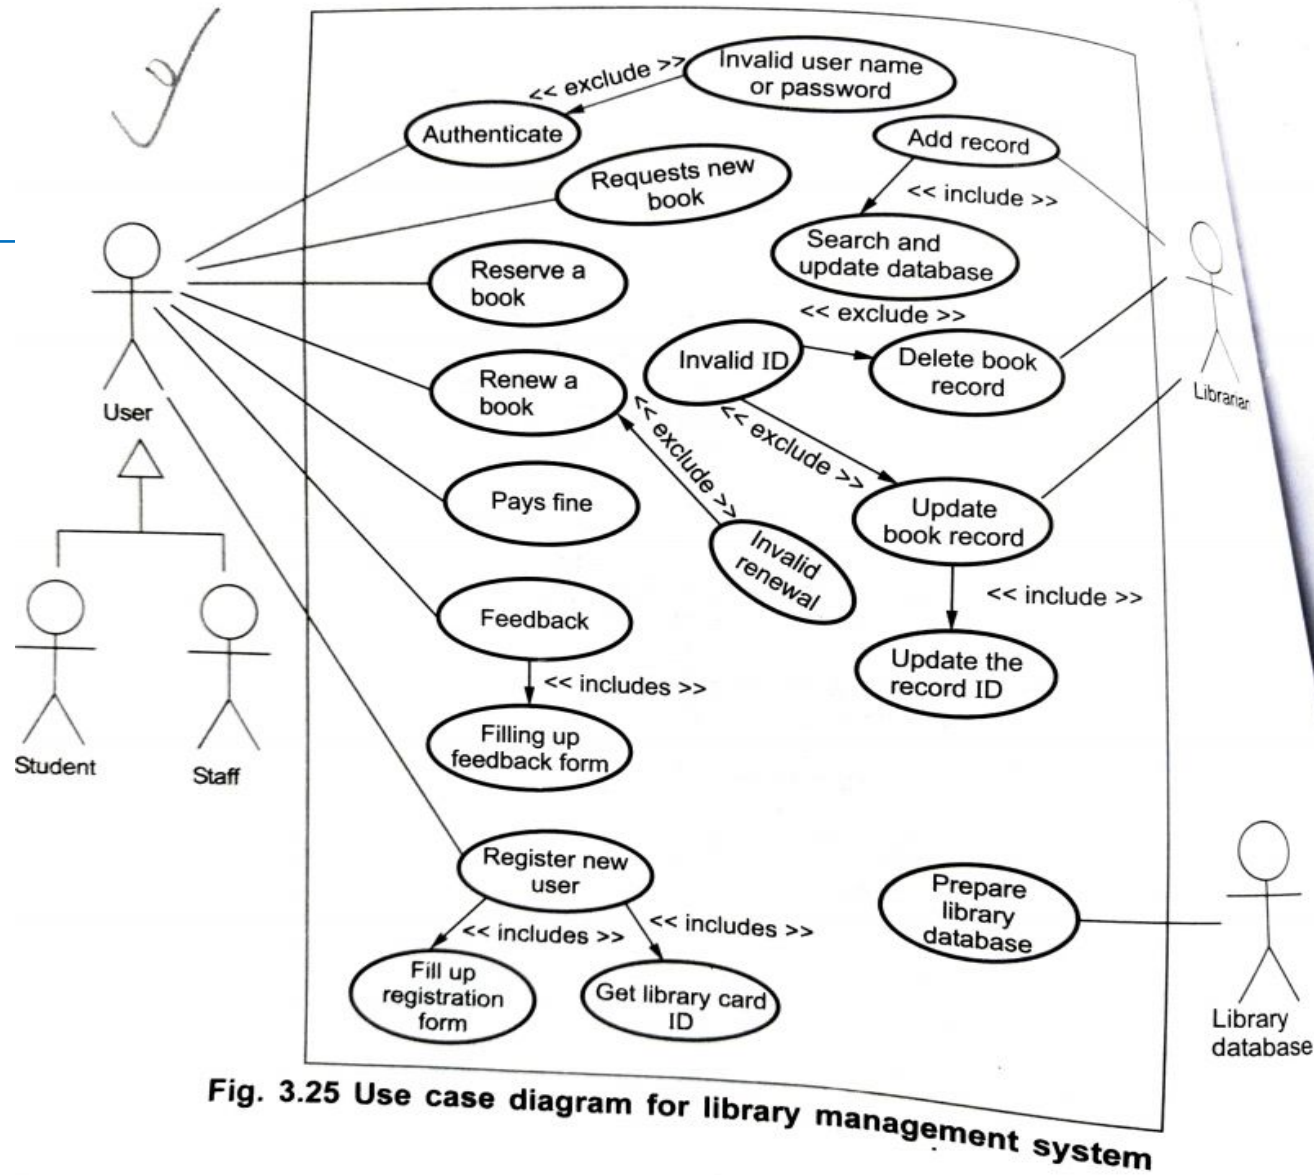 << exclude >>
Invalid user name
or password
Authenticate
Add record
Requests new
book
<< include >>
Search and
update database
Reserve a
book
<< exclude >>
Invalid ID
Delete book
record
Renew a
book
Librarian
User
<< exclude >>
<< exclude >>
Pays fine
Update
book record
Invalid
renewal
<< include >>
Feedback
Update the
record ID
<< includes >>
Filling up
feedback form
Student
Staff
Register new
user
Prepare
library
database
<< includes >>
<< includes >>
Fill up
registration
form
Get library card
ID
Library
database
Fig. 3.25 Use case diagram for library management system